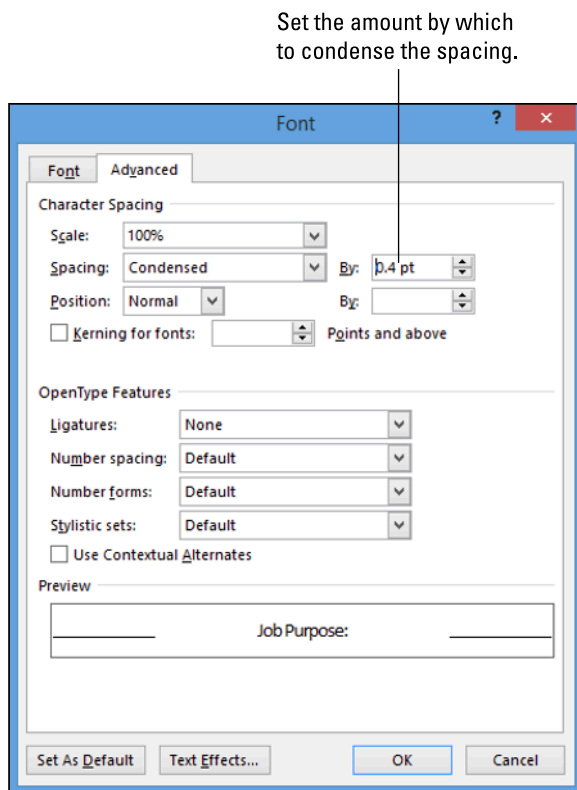 Set the amount by which
to condense the spacing.
Font ? ×
Font Advanced
Character Spacing
Scale: 100%
Spacing: Condensed By: 0.4 pt
Position: Normal By:
Kerning for fonts: Points and above
OpenType Features
Ligatures: None
Number spacing: Default
Number forms: Default
Stylistic sets: Default
Use Contextual Alternates
Preview
Job Purpose:
Set As Default Text Effects... OK Cancel